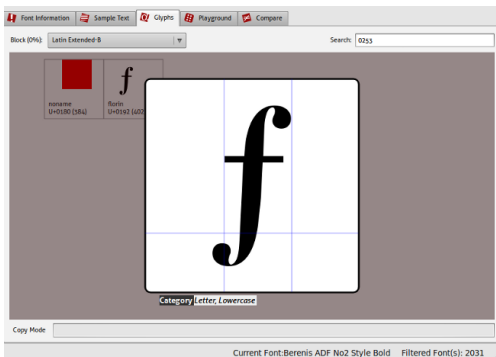 Font Information Sample Text Glyphs Playground Compare
Block (0%): Latin Extended-B Search: 0253
noname florin
U+0180 (384) U+0192 (402
ƒ
ƒ
Category Letter, Lowercase
Copy Mode
Current Font:Berenis ADF No2 Style Bold Filtered Font(s): 2031